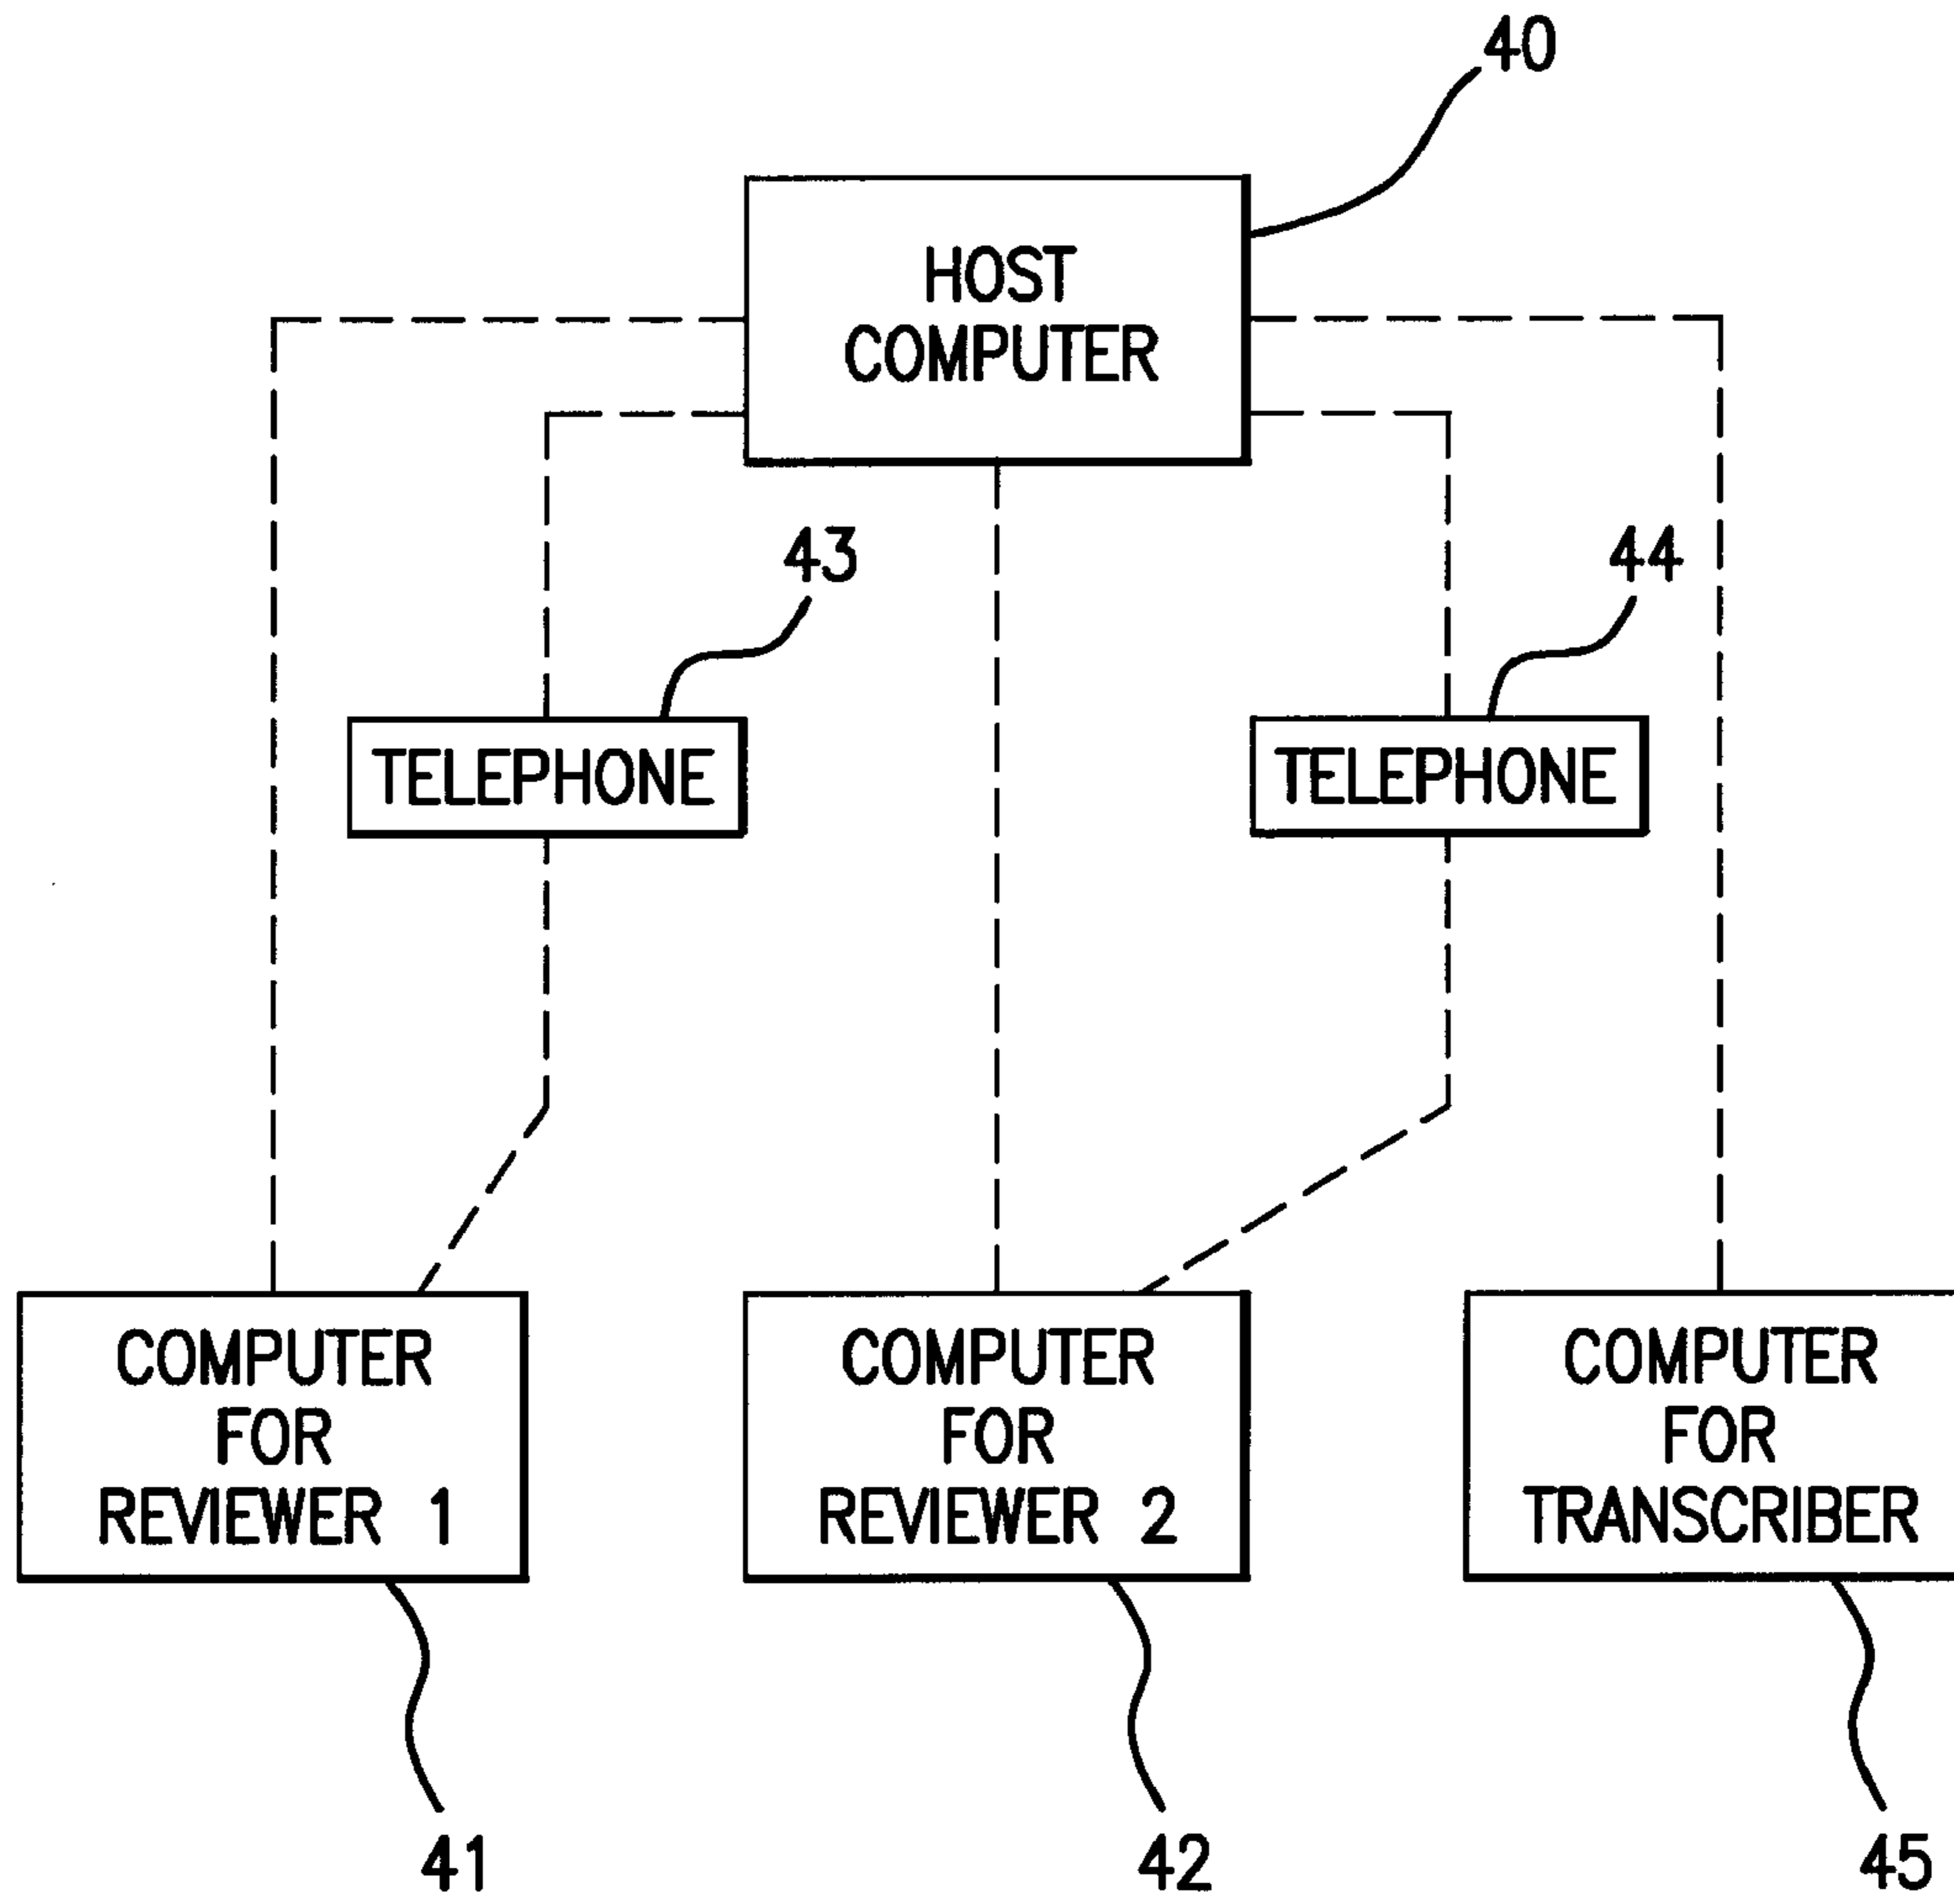 40
HOST
COMPUTER
43
44
TELEPHONE
TELEPHONE
COMPUTER
FOR
REVIEWER 1
COMPUTER
FOR
REVIEWER 2
COMPUTER
FOR
TRANSCRIBER
41
42
45